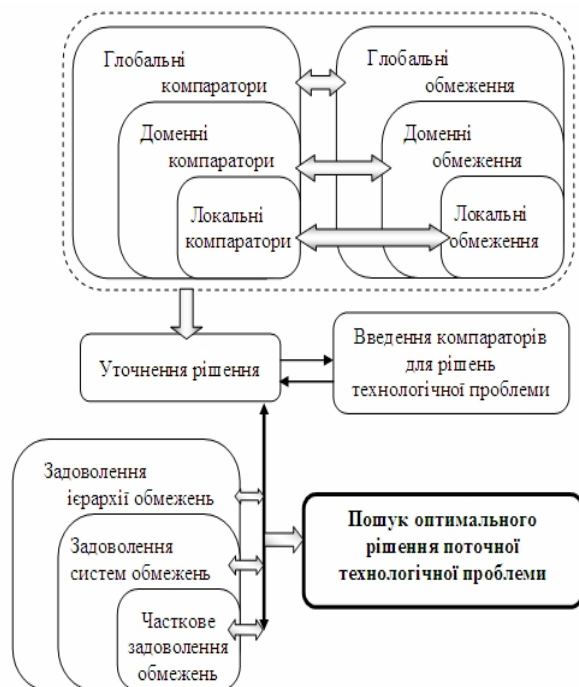 Глобальні
компаратори
Доменні
компаратори
Локальні
компаратори
Глобальні
обмеження
Доменні
обмеження
Локальні
обмеження
Уточнення рішення
Введення компараторів
для рішень
технологічної проблеми
Задоволення
ієрархії обмежень
Задоволення
систем обмежень
Часткове
задоволення
обмежень
Пошук оптимального
рішення поточної
технологічної проблеми